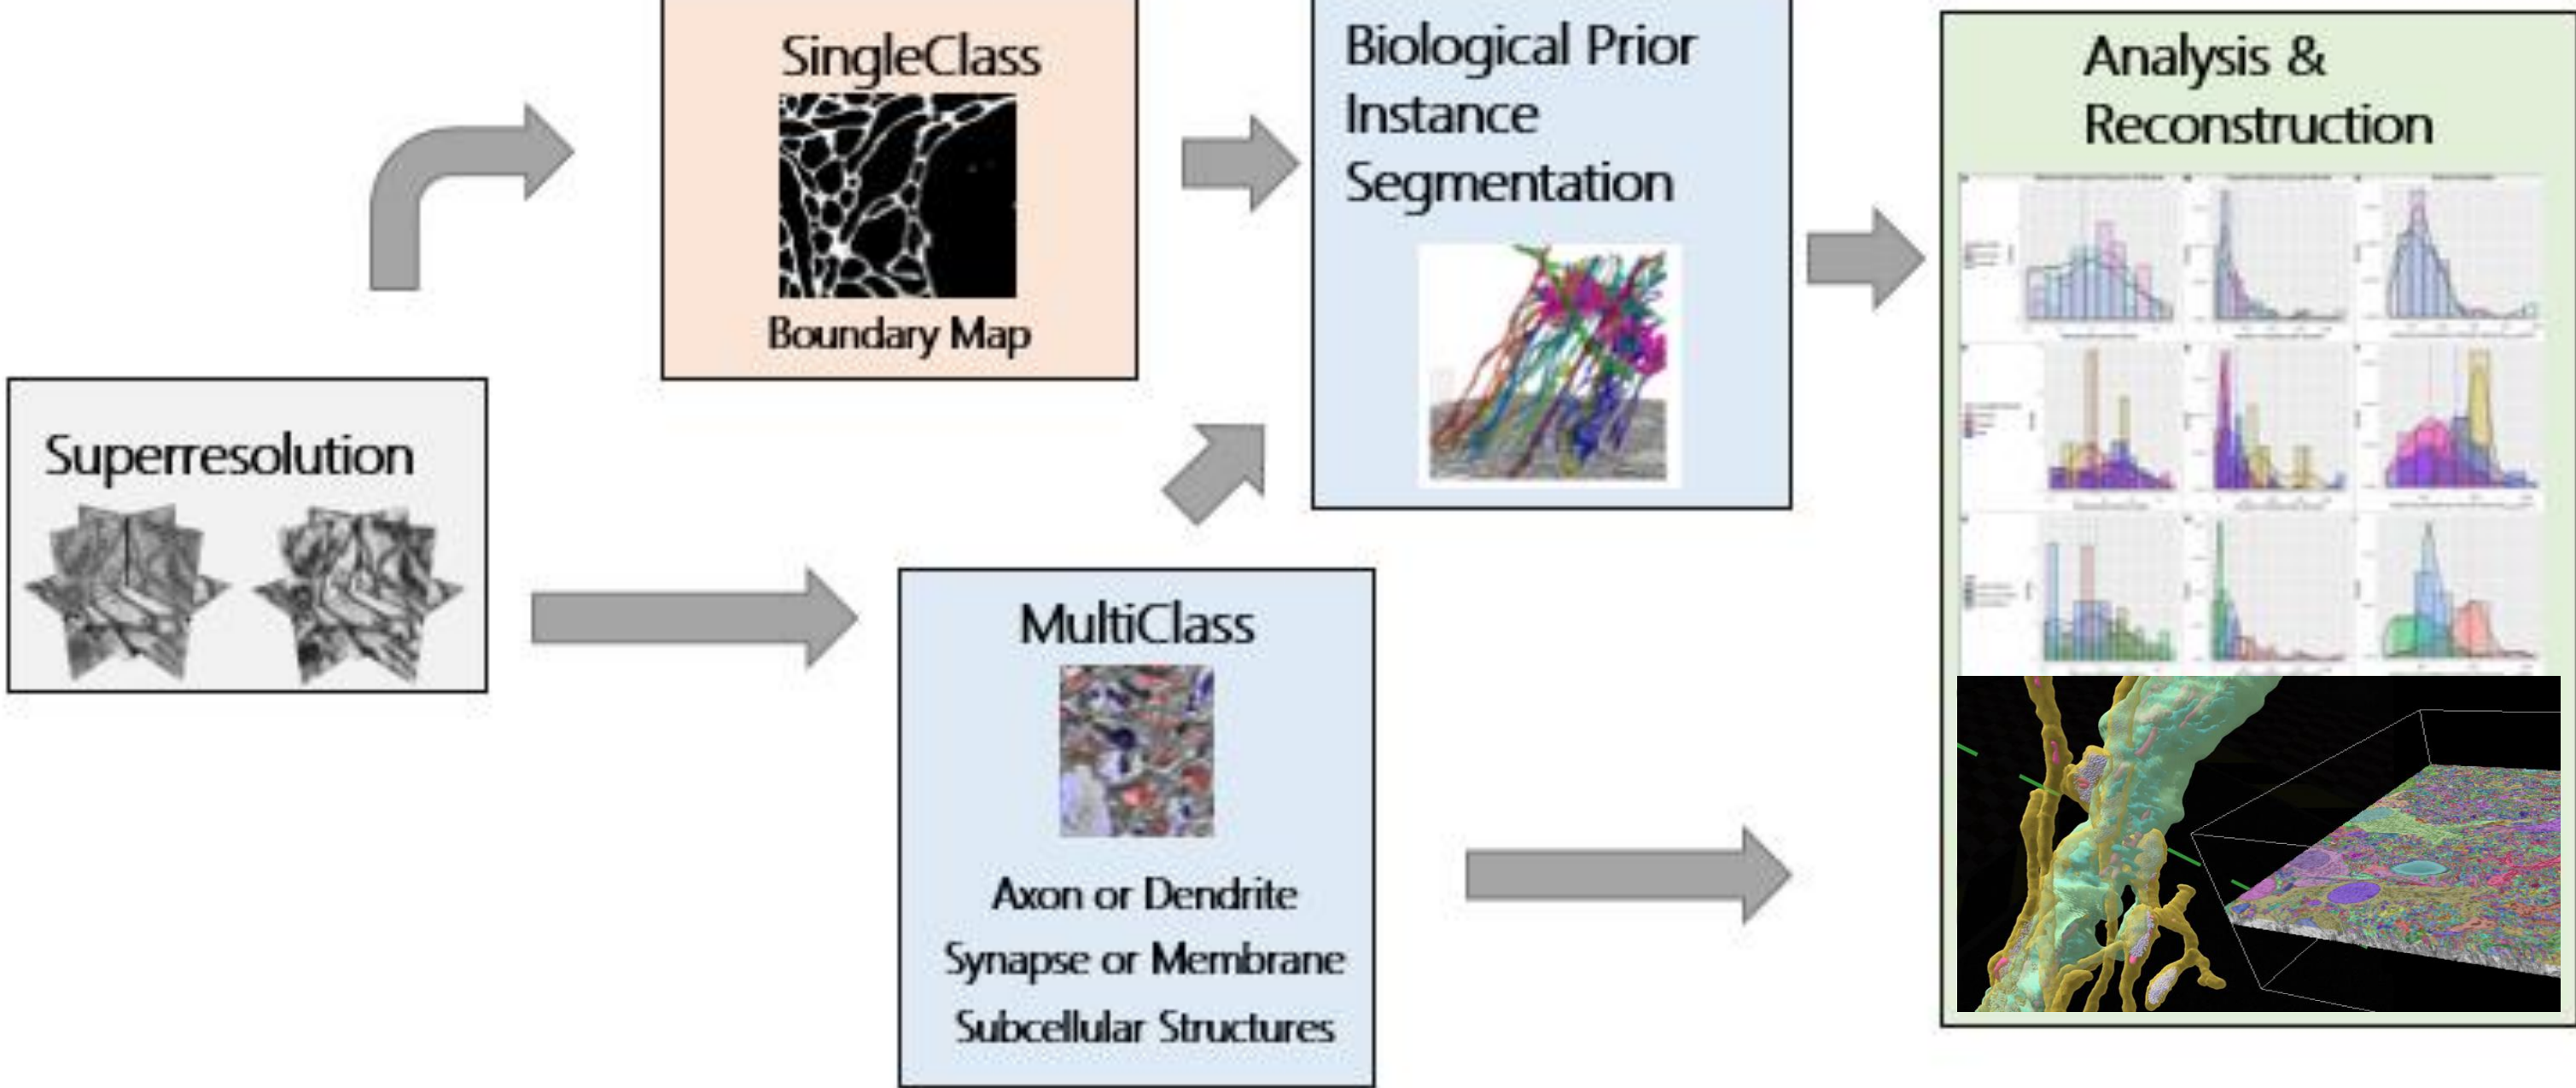 Superresolution
SingleClass
Boundary Map
MultiClass
Axon or Dendrite
Synapse or Membrane
Subcellular Structures
Biological Prior
Instance
Segmentation
Analysis &
Reconstruction